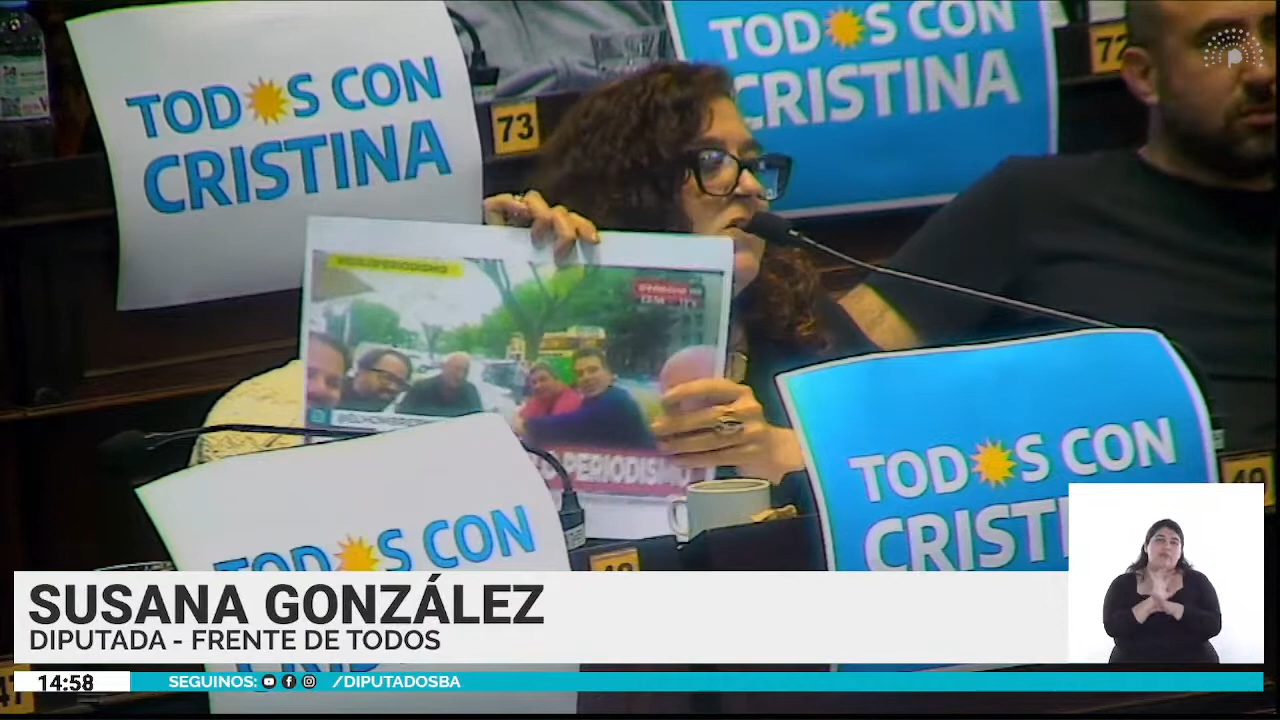 TOD S CON
CRISTINA
TOD S CON
CRISTINA
73
72
PERIODISMO
TOD S CON
CRISTI
TOD S CON
49
SUSANA GONZÁLEZ
DIPUTADA - FRENTE DE TODOS
14:58
SEGUINOS:
/DIPUTADOSBA